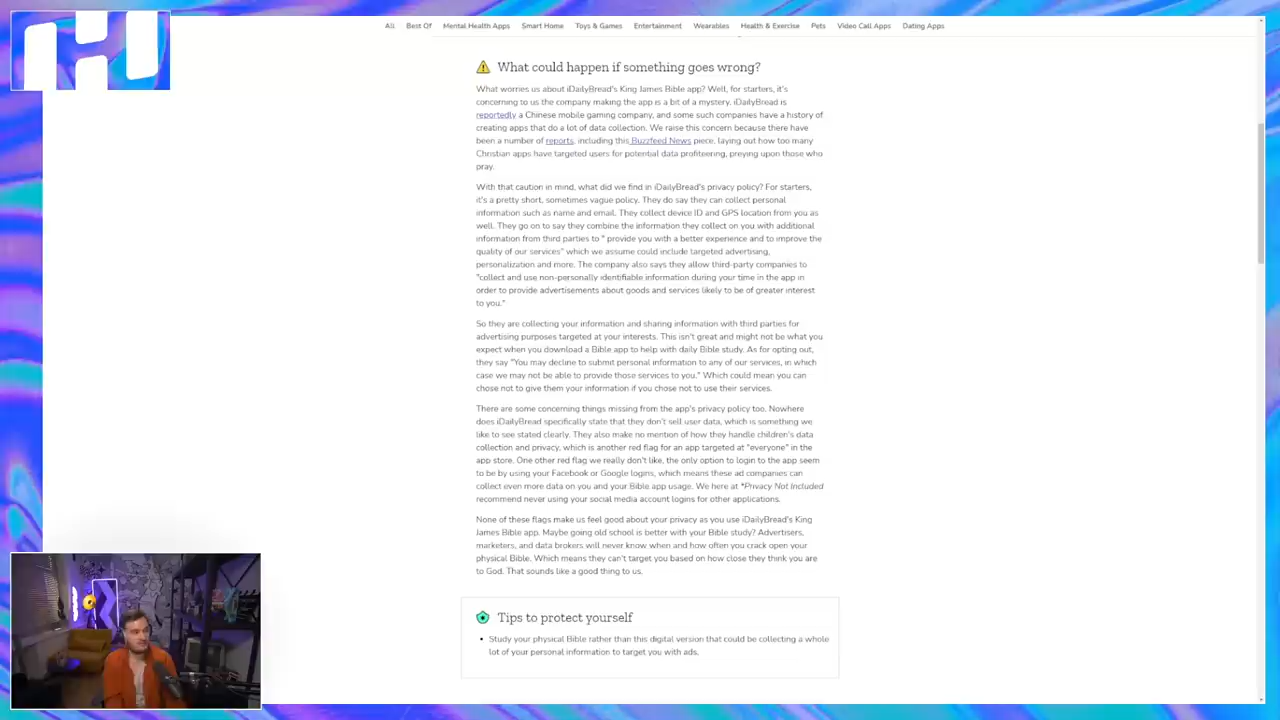 All Best Of Mental Health Apps Smart Home Toys & Games Entertainment Wearables Health & Exercise Pets Video Call Apps Dating Apps
What could happen if something goes wrong?
What worries us about iDailyBread's King James Bible app? Well, for starters, it's
concerning to us the company making the app is a bit of a mystery. iDailyBread is
reportedly a Chinese mobile gaming company, and some such companies have a history of
creating apps that do a lot of data collection. We raise this concern because there have
been a number of reports, including this Buzzfeed News piece, laying out how too many
Christian apps have targeted users for potential data profiteering, preying upon those who
pray.
With that caution in mind, what did we find in iDailyBread's privacy policy? For starters,
it's a pretty short, sometimes vague policy. They do say they can collect personal
information such as name and email. They collect device ID and GPS location from you as
well. They go on to say they combine the information they collect on you with additional
information from third parties to " provide you with a better experience and to improve the
quality of our services" which we assume could include targeted advertising,
personalization and more. The company also says they allow third-party companies to
"collect and use non-personally identifiable information during your time in the app in
order to provide advertisements about goods and services likely to be of greater interest
to you."
So they are collecting your information and sharing information with third parties for
advertising purposes targeted at your interests. This isn't great and might not be what you
expect when you download a Bible app to help with daily Bible study. As for opting out,
they say "You may decline to submit personal information to any of our services, in which
case we may not be able to provide those services to you." Which could mean you can
chose not to give them your information if you chose not to use their services.
There are some concerning things missing from the app's privacy policy too. Nowhere
does iDailyBread specifically state that they don't sell user data, which is something we
like to see stated clearly. They also make no mention of how they handle children's data
collection and privacy, which is another red flag for an app targeted at "everyone" in the
app store. One other red flag we really don't like, the only option to login to the app seem
to be by using your Facebook or Google logins, which means these ad companies can
collect even more data on you and your Bible app usage. We here at *Privacy Not Included
recommend never using your social media account logins for other applications.
None of these flags make us feel good about your privacy as you use iDailyBread's King
James Bible app. Maybe going old school is better with your Bible study? Advertisers,
marketers, and data brokers will never know when and how often you crack open your
physical Bible. Which means they can't target you based on how close they think you are
to God. That sounds like a good thing to us.
Tips to protect yourself
• Study your physical Bible rather than this digital version that could be collecting a whole
lot of your personal information to target you with ads.